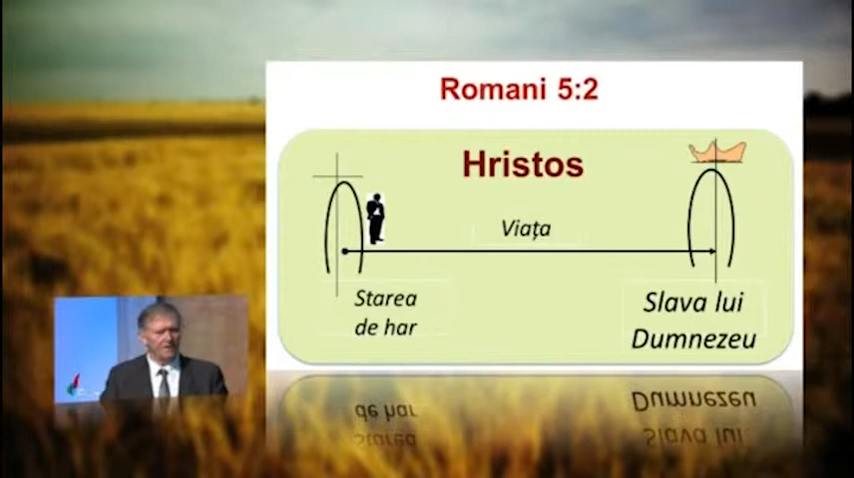 Romani 5:2
Hristos
Viața
Starea
de har
Slava lui
Dumnezeu